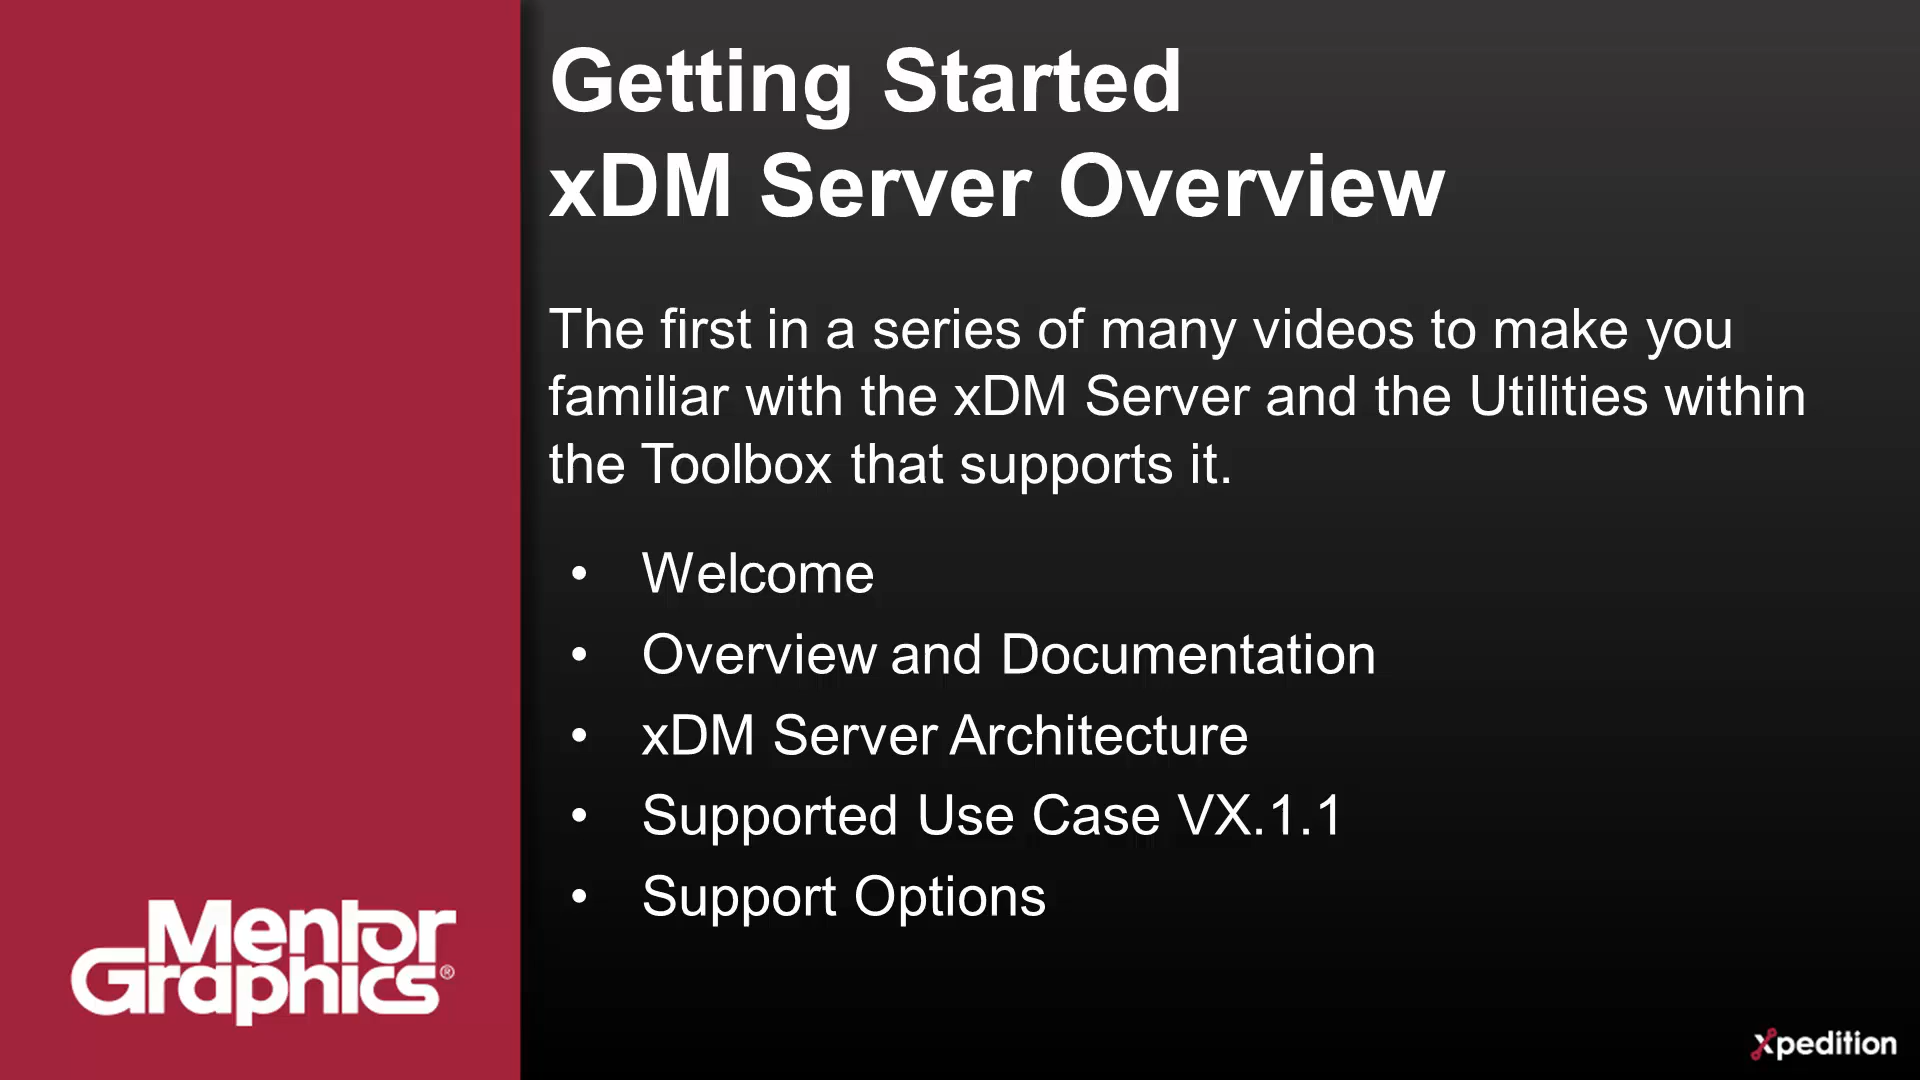 Getting Started
xDM Server Overview
The first in a series of many videos to make you
familiar with the xDM Server and the Utilities within
the Toolbox that supports it.
• Welcome
• Overview and Documentation
• xDM Server Architecture
• Supported Use Case VX.1.1
• Support Options
Mentor
Graphics®
Xpedition